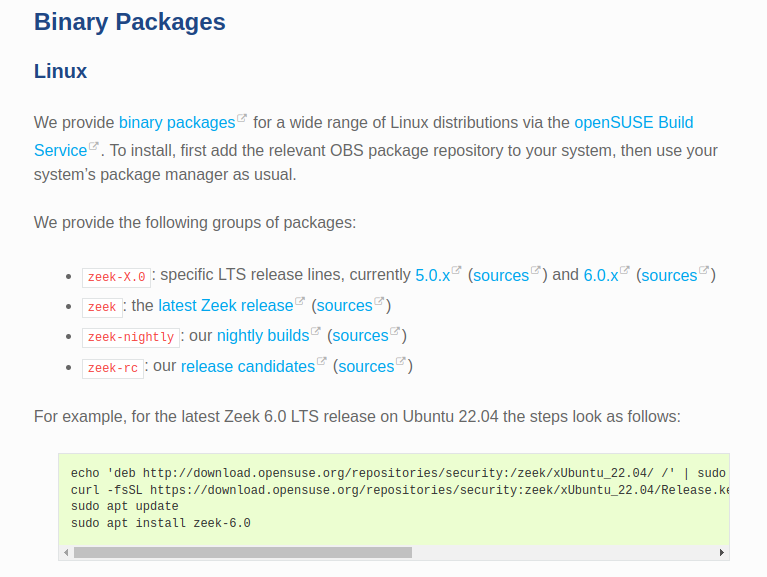 Binary Packages
Linux
We provide binary packages for a wide range of Linux distributions via the openSUSE Build
Service. To install, first add the relevant OBS package repository to your system, then use your
system's package manager as usual.
We provide the following groups of packages:
• zeek-X.0: specific LTS release lines, currently 5.0.x (sources) and 6.0.x (sources)
• zeek: the latest Zeek release (sources)
• zeek-nightly: our nightly builds (sources)
• zeek-rc: our release candidates (sources)
For example, for the latest Zeek 6.0 LTS release on Ubuntu 22.04 the steps look as follows:
echo 'deb http://download.opensuse.org/repositories/security:/zeek/xUbuntu_22.04/ /' | sudo
curl -fsSL https://download.opensuse.org/repositories/security:zeek/xUbuntu_22.04/Release.ke
sudo apt update
sudo apt install zeek-6.0